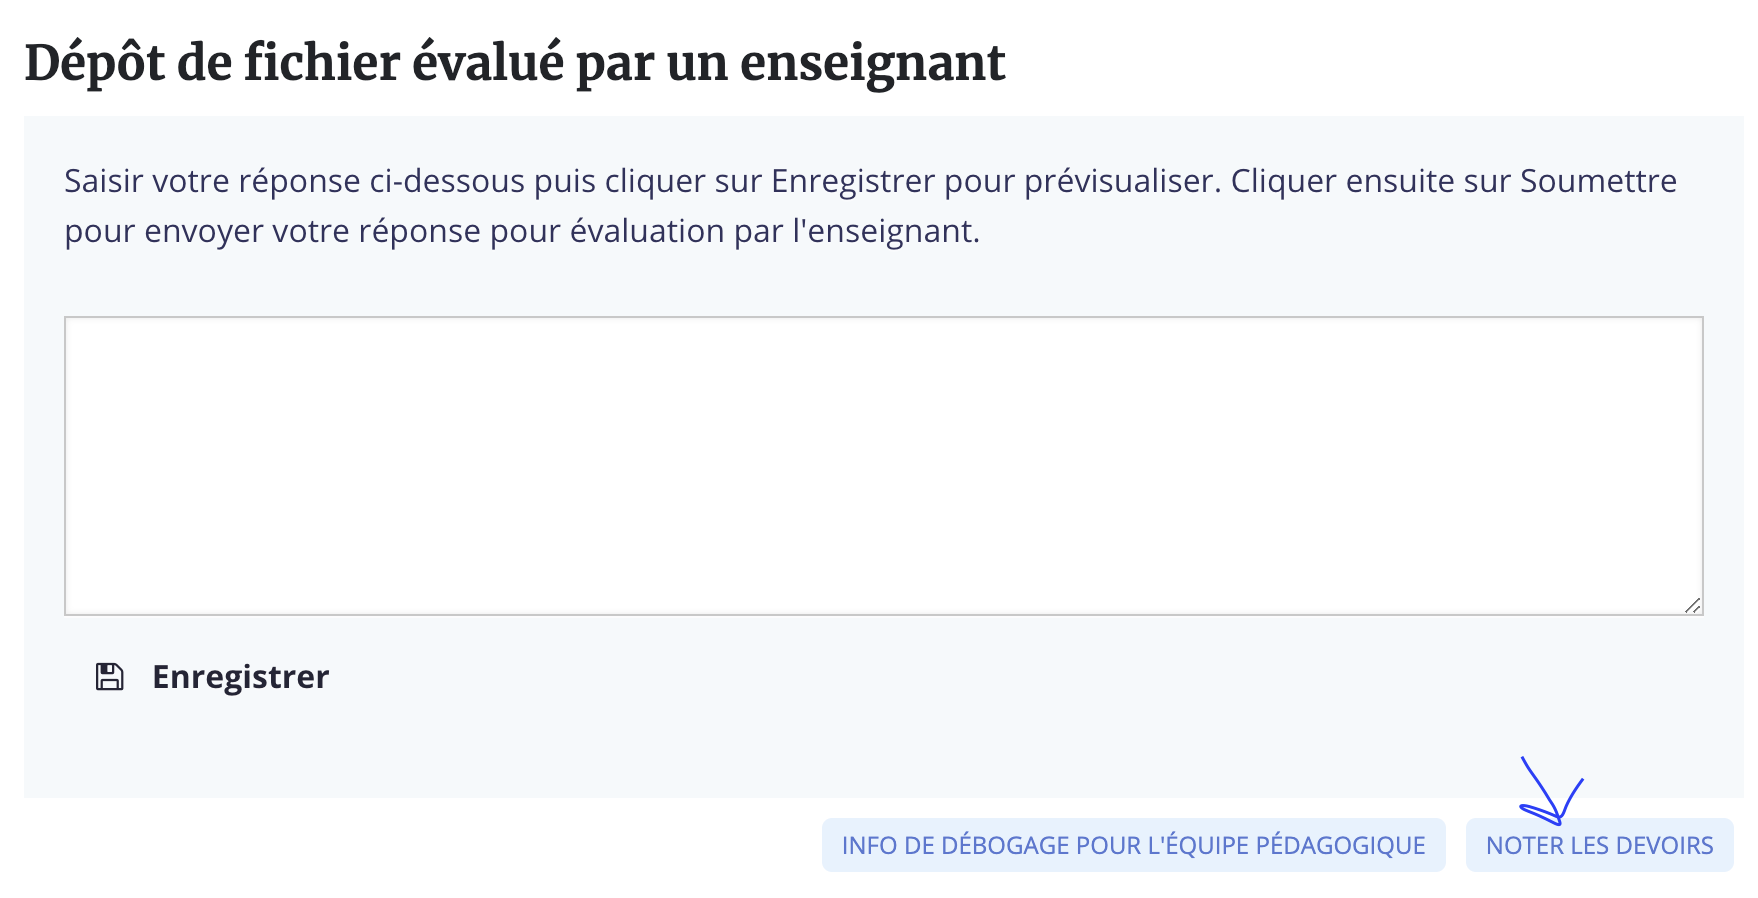 Dépôt de fichier évalué par un enseignant
Saisir votre réponse ci-dessous puis cliquer sur Enregistrer pour prévisualiser. Cliquer ensuite sur Soumettre
pour envoyer votre réponse pour évaluation par l'enseignant.
Enregistrer
INFO DE DÉBOGAGE POUR L'ÉQUIPE PÉDAGOGIQUE
NOTER LES DEVOIRS